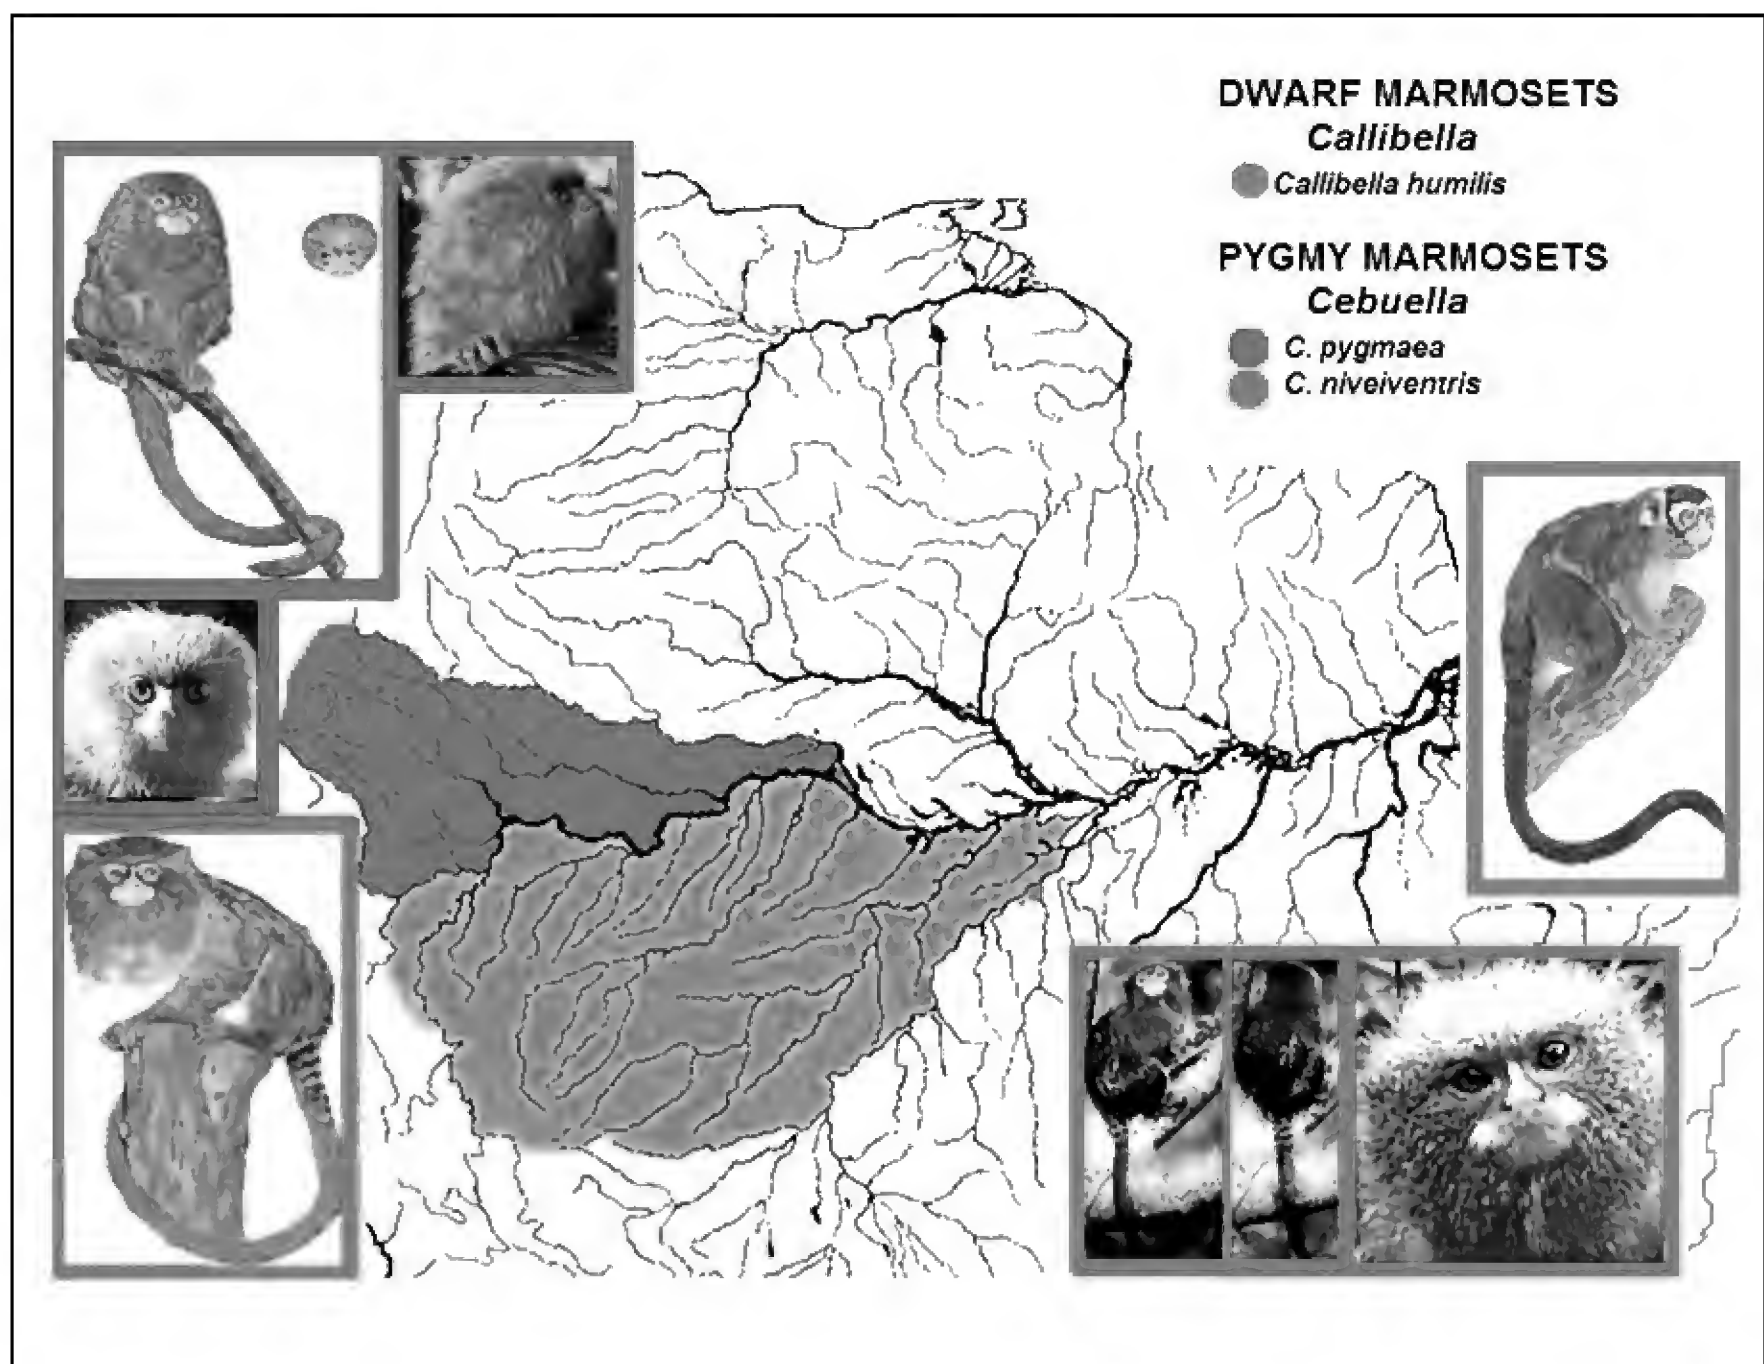 DWARF MARMOSETS
Callibella
Callibella humilis
PYGMY MARMOSETS
Cebuella
C. pygmaea
C. niveiventris